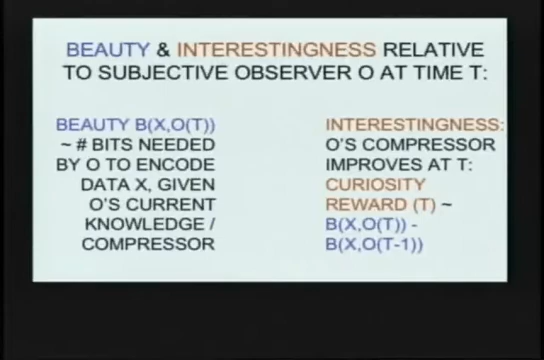 BEAUTY & INTERESTINGNESS RELATIVE
TO SUBJECTIVE OBSERVER O AT TIME T:
BEAUTY B(X,O(T))
~ # BITS NEEDED
BY O TO ENCODE
DATA X, GIVEN
O'S CURRENT
KNOWLEDGE /
COMPRESSOR
INTERESTINGNESS:
O'S COMPRESSOR
IMPROVES AT T:
CURIOSITY
REWARD (T) ~
B(X,O(T)) -
B(X,O(T-1))